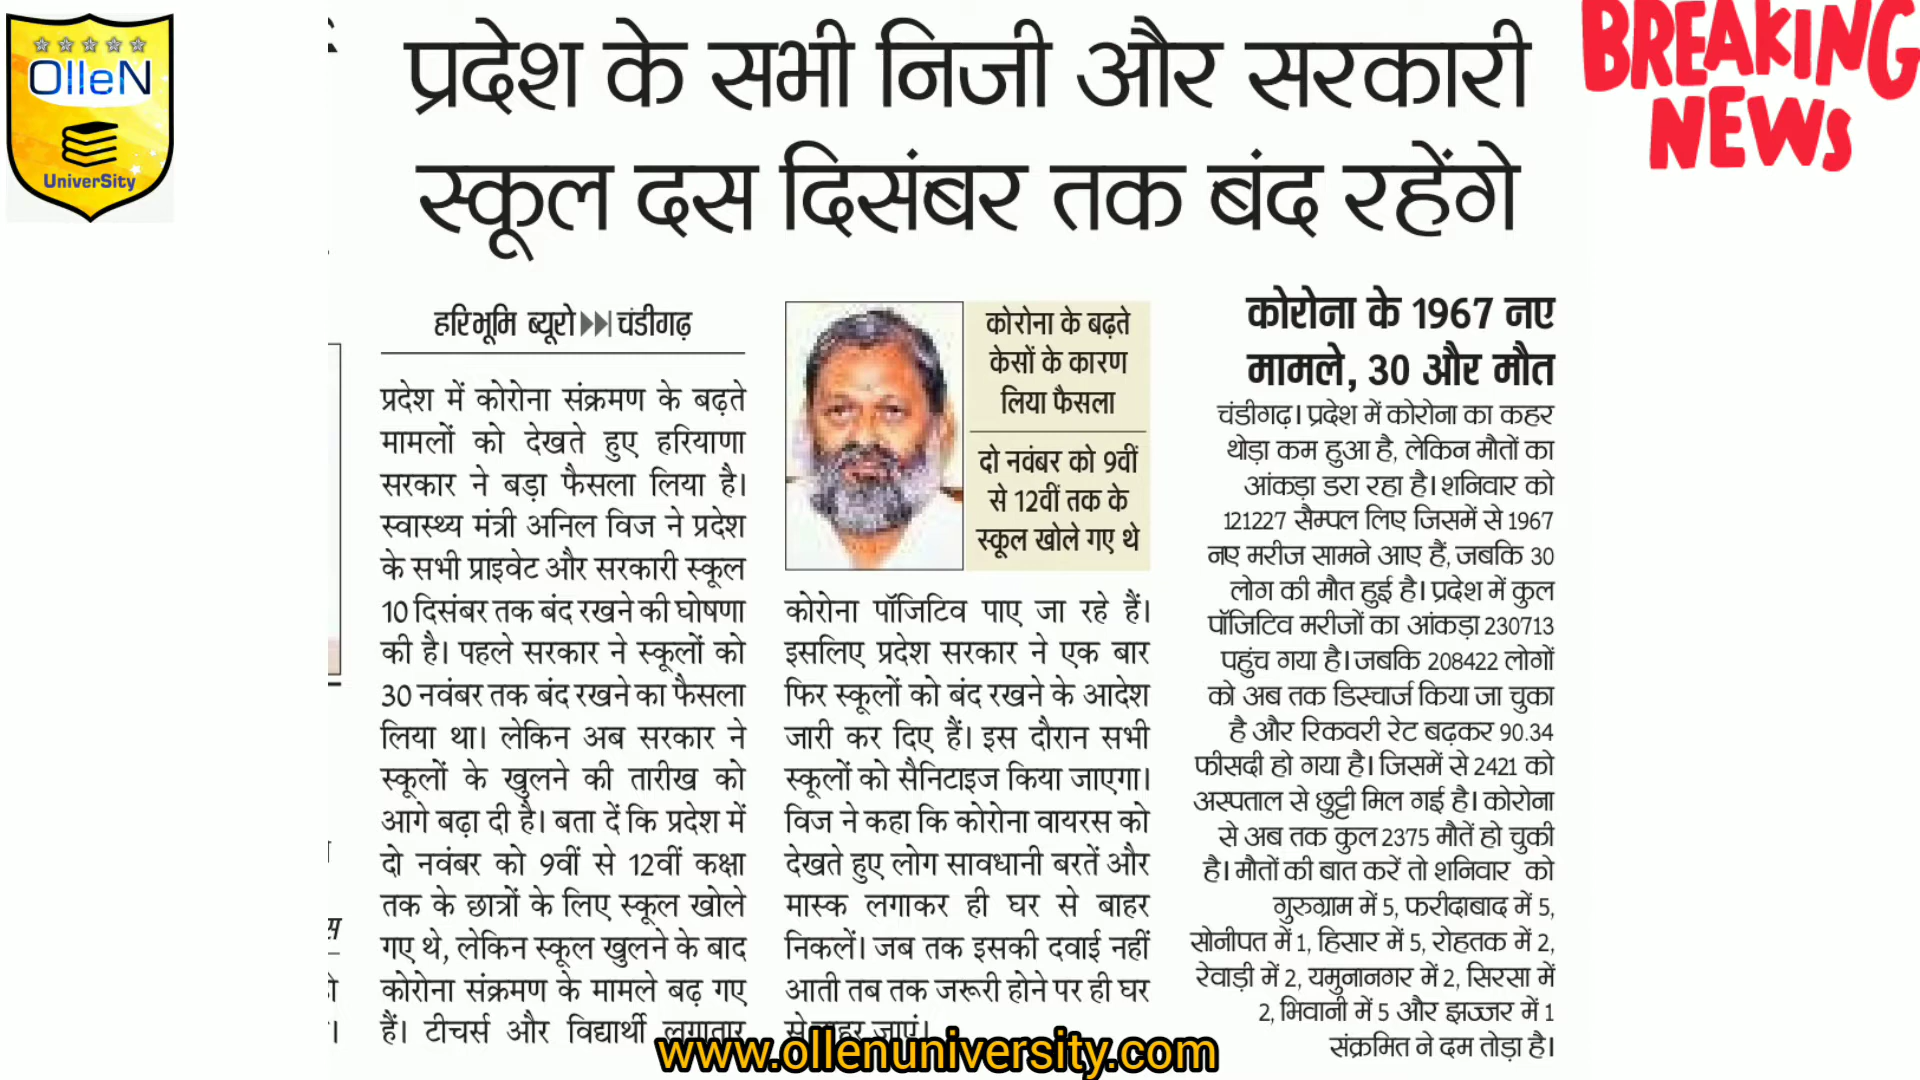 OlleN
UniverSity
BREAKING
NEWS
प्रदेश के सभी निजी और सरकारी
स्कूल दस दिसंबर तक बंद रहेंगे
हरिभूमि ब्यूरो चंडीगढ़
प्रदेश में कोरोना संक्रमण के बढ़ते
मामलों को देखते हुए हरियाणा
सरकार ने बड़ा फैसला लिया है।
स्वास्थ्य मंत्री अनिल विज ने प्रदेश
के सभी प्राइवेट और सरकारी स्कूल
10 दिसंबर तक बंद रखने की घोषणा
की है। पहले सरकार ने स्कूलों को
30 नवंबर तक बंद रखने का फैसला
लिया था। लेकिन अब सरकार ने
स्कूलों के खुलने की तारीख को
आगे बढ़ा दी है। बता दें कि प्रदेश में
दो नवंबर को 9वीं से 12वीं कक्षा
तक के छात्रों के लिए स्कूल खोले
गए थे, लेकिन स्कूल खुलने के बाद
कोरोना संक्रमण के मामले बढ़ गए
हैं। टीचर्स और विद्यार्थी लगातार
कोरोना के बढ़ते
केसों के कारण
लिया फैसला
दो नवंबर को 9वीं
से 12वीं तक के
स्कूल खोले गए थे
कोरोना पॉजिटिव पाए जा रहे हैं।
इसलिए प्रदेश सरकार ने एक बार
फिर स्कूलों को बंद रखने के आदेश
जारी कर दिए हैं। इस दौरान सभी
स्कूलों को सैनिटाइज किया जाएगा।
विज ने कहा कि कोरोना वायरस को
देखते हुए लोग सावधानी बरतें और
मास्क लगाकर ही घर से बाहर
निकलें। जब तक इसकी दवाई नहीं
आती तब तक जरूरी होने पर ही घर
से बाहर जाएं।
कोरोना के 1967 नए
मामले, 30 और मौत
चंडीगढ़। प्रदेश में कोरोना का कहर
थोड़ा कम हुआ है, लेकिन मौतों का
आंकड़ा डरा रहा है। शनिवार को
121227 सैम्पल लिए जिसमें से 1967
नए मरीज सामने आए हैं, जबकि 30
लोग की मौत हुई है। प्रदेश में कुल
पॉजिटिव मरीजों का आंकड़ा 230713
पहुंच गया है। जबकि 208422 लोगों
को अब तक डिस्चार्ज किया जा चुका
है और रिकवरी रेट बढ़कर 90.34
फीसदी हो गया है। जिसमें से 2421 को
अस्पताल से छुट्टी मिल गई है। कोरोना
से अब तक कुल 2375 मौतें हो चुकी
है। मौतों की बात करें तो शनिवार को
गुरुग्राम में 5, फरीदाबाद में 5,
सोनीपत में 1, हिसार में 5, रोहतक में 2,
रेवाड़ी में 2, यमुनानगर में 2, सिरसा में
2, भिवानी में 5 और झज्जर में 1
संक्रमित ने दम तोड़ा है।
www.ollenuniversity.com